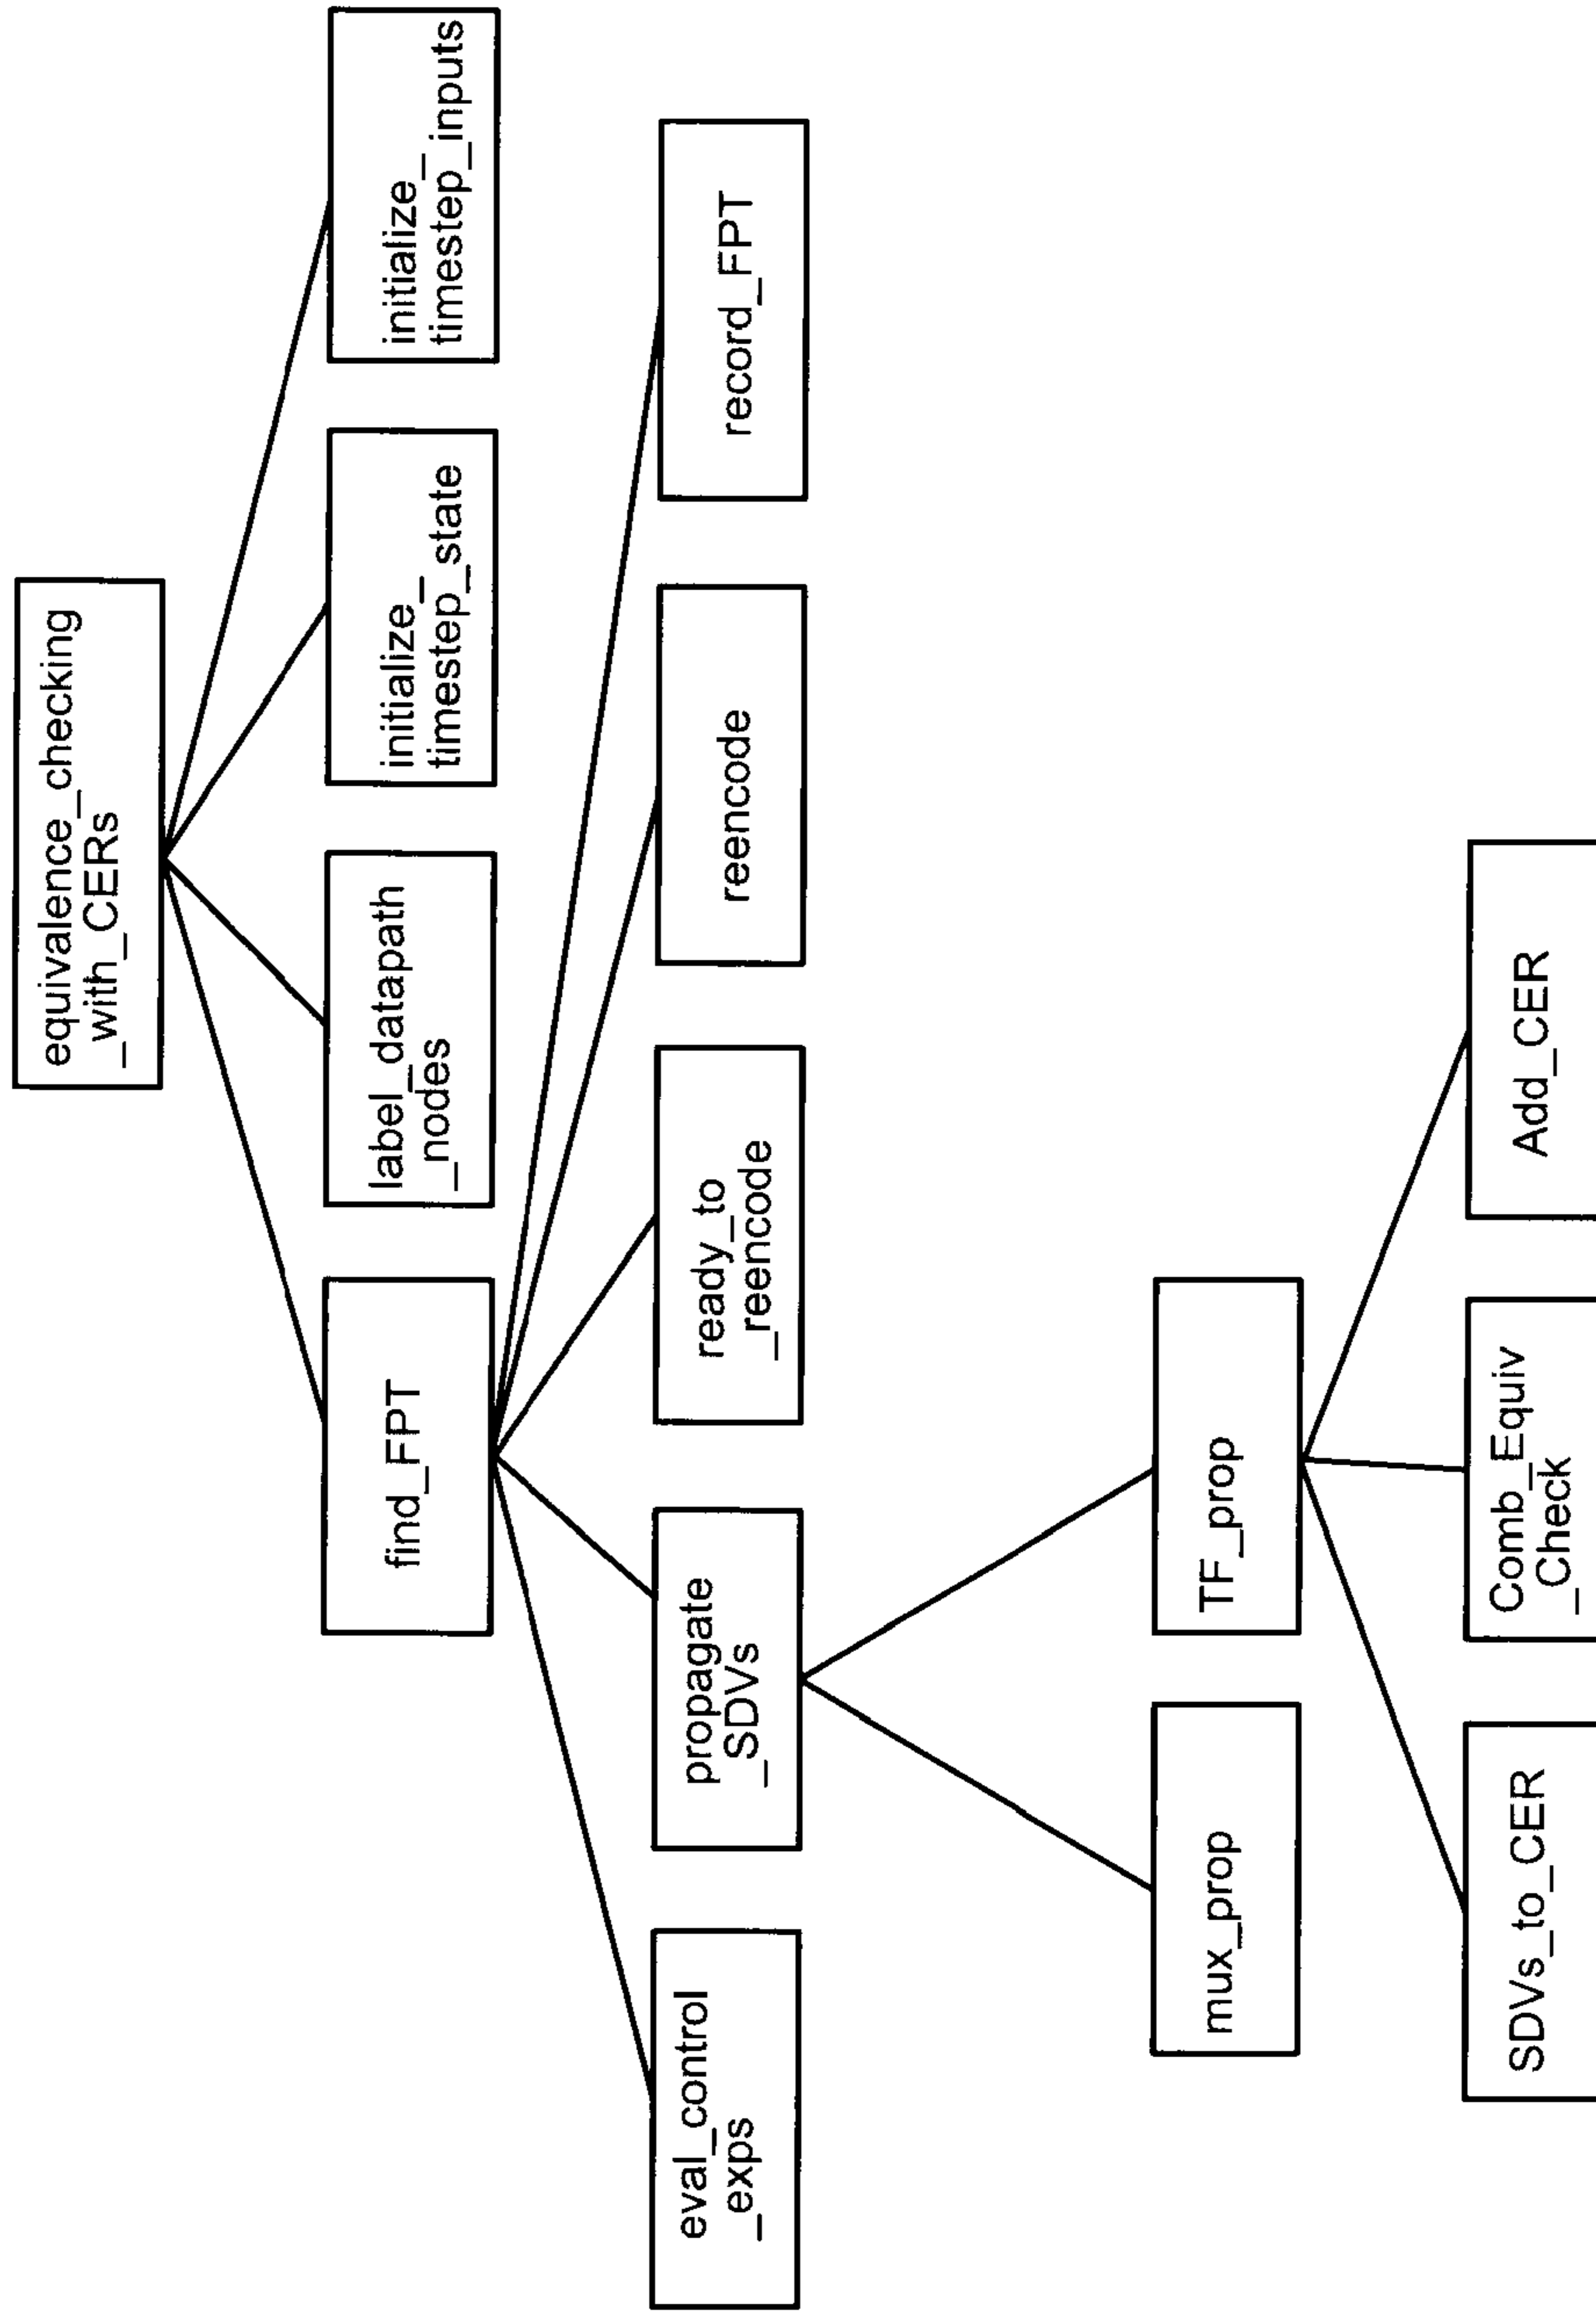 equivalence_checking
_with_CERs
find_FPT
label_datapath
_nodes
initialize_
timestep_state
initialize_
timestep_inputs
eval_control
_exps
propagate
_SDVs
ready_to
_reencode
reencode
record_FPT
mux_prop
TF_prop
SDVs_to_CER
Comb_Equiv
_Check
Add_CER